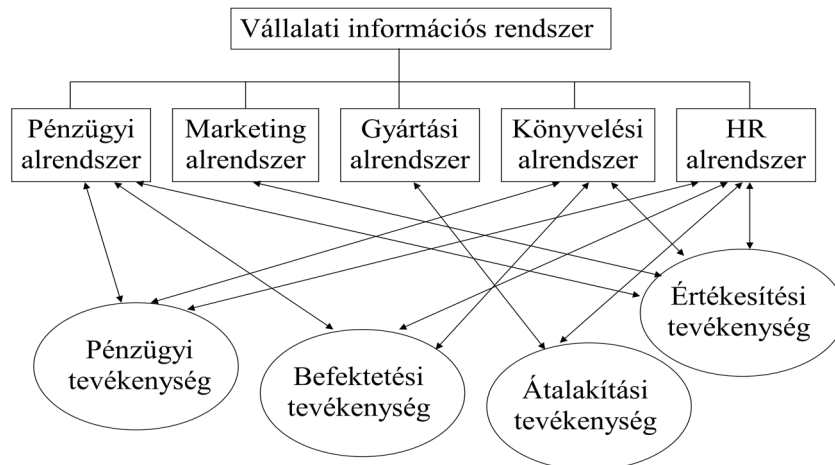 Vállalati információs rendszer
Pénzügyi
alrendszer
Marketing
alrendszer
Gyártási
alrendszer
Könyvelési
alrendszer
HR
alrendszer
Értékesítési
tevékenység
Pénzügyi
tevékenység
Befektetési
tevékenység
Átalakítási
tevékenység